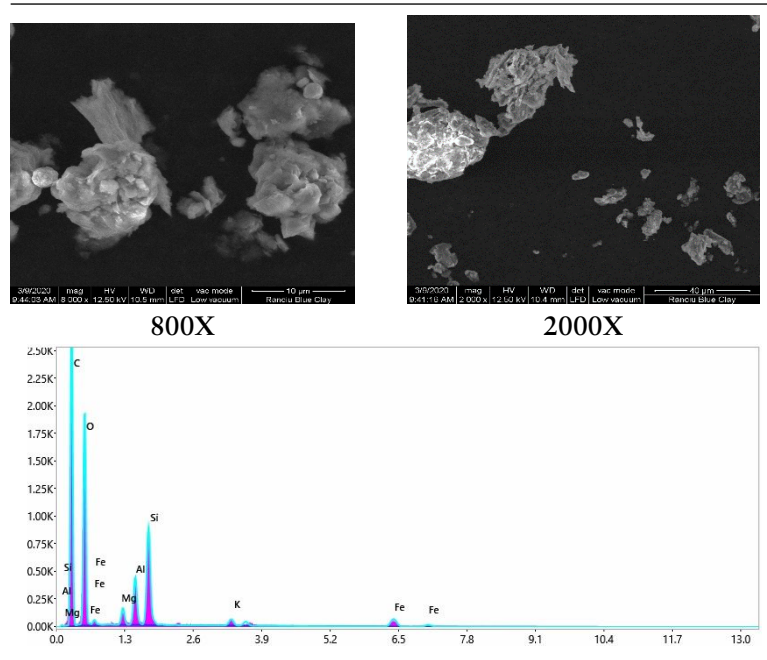 3/9/2020 mag HV WD det vac mode 10 µm
9:44:03 AM 8 000 x 12.50 kV 10.5 mm LFD Low vacuum Ranciu Blue Clay
3/9/2020 mag HV WD det vac mode 40 µm
9:41:16 AM 2 000 x 12.50 kV 10.4 mm LFD Low vacuum Ranciu Blue Clay
800X
2000X
2.50K
2.25K
2.00K
1.75K
1.50K
1.25K
1.00K
0.75K
0.50K
0.25K
0.00K
C
O
Si
Si
Fe
Al
Fe
Al
Mg
Fe
Mg
K
Fe
Fe
0.0 1.3 2.6 3.9 5.2 6.5 7.8 9.1 10.4 11.7 13.0